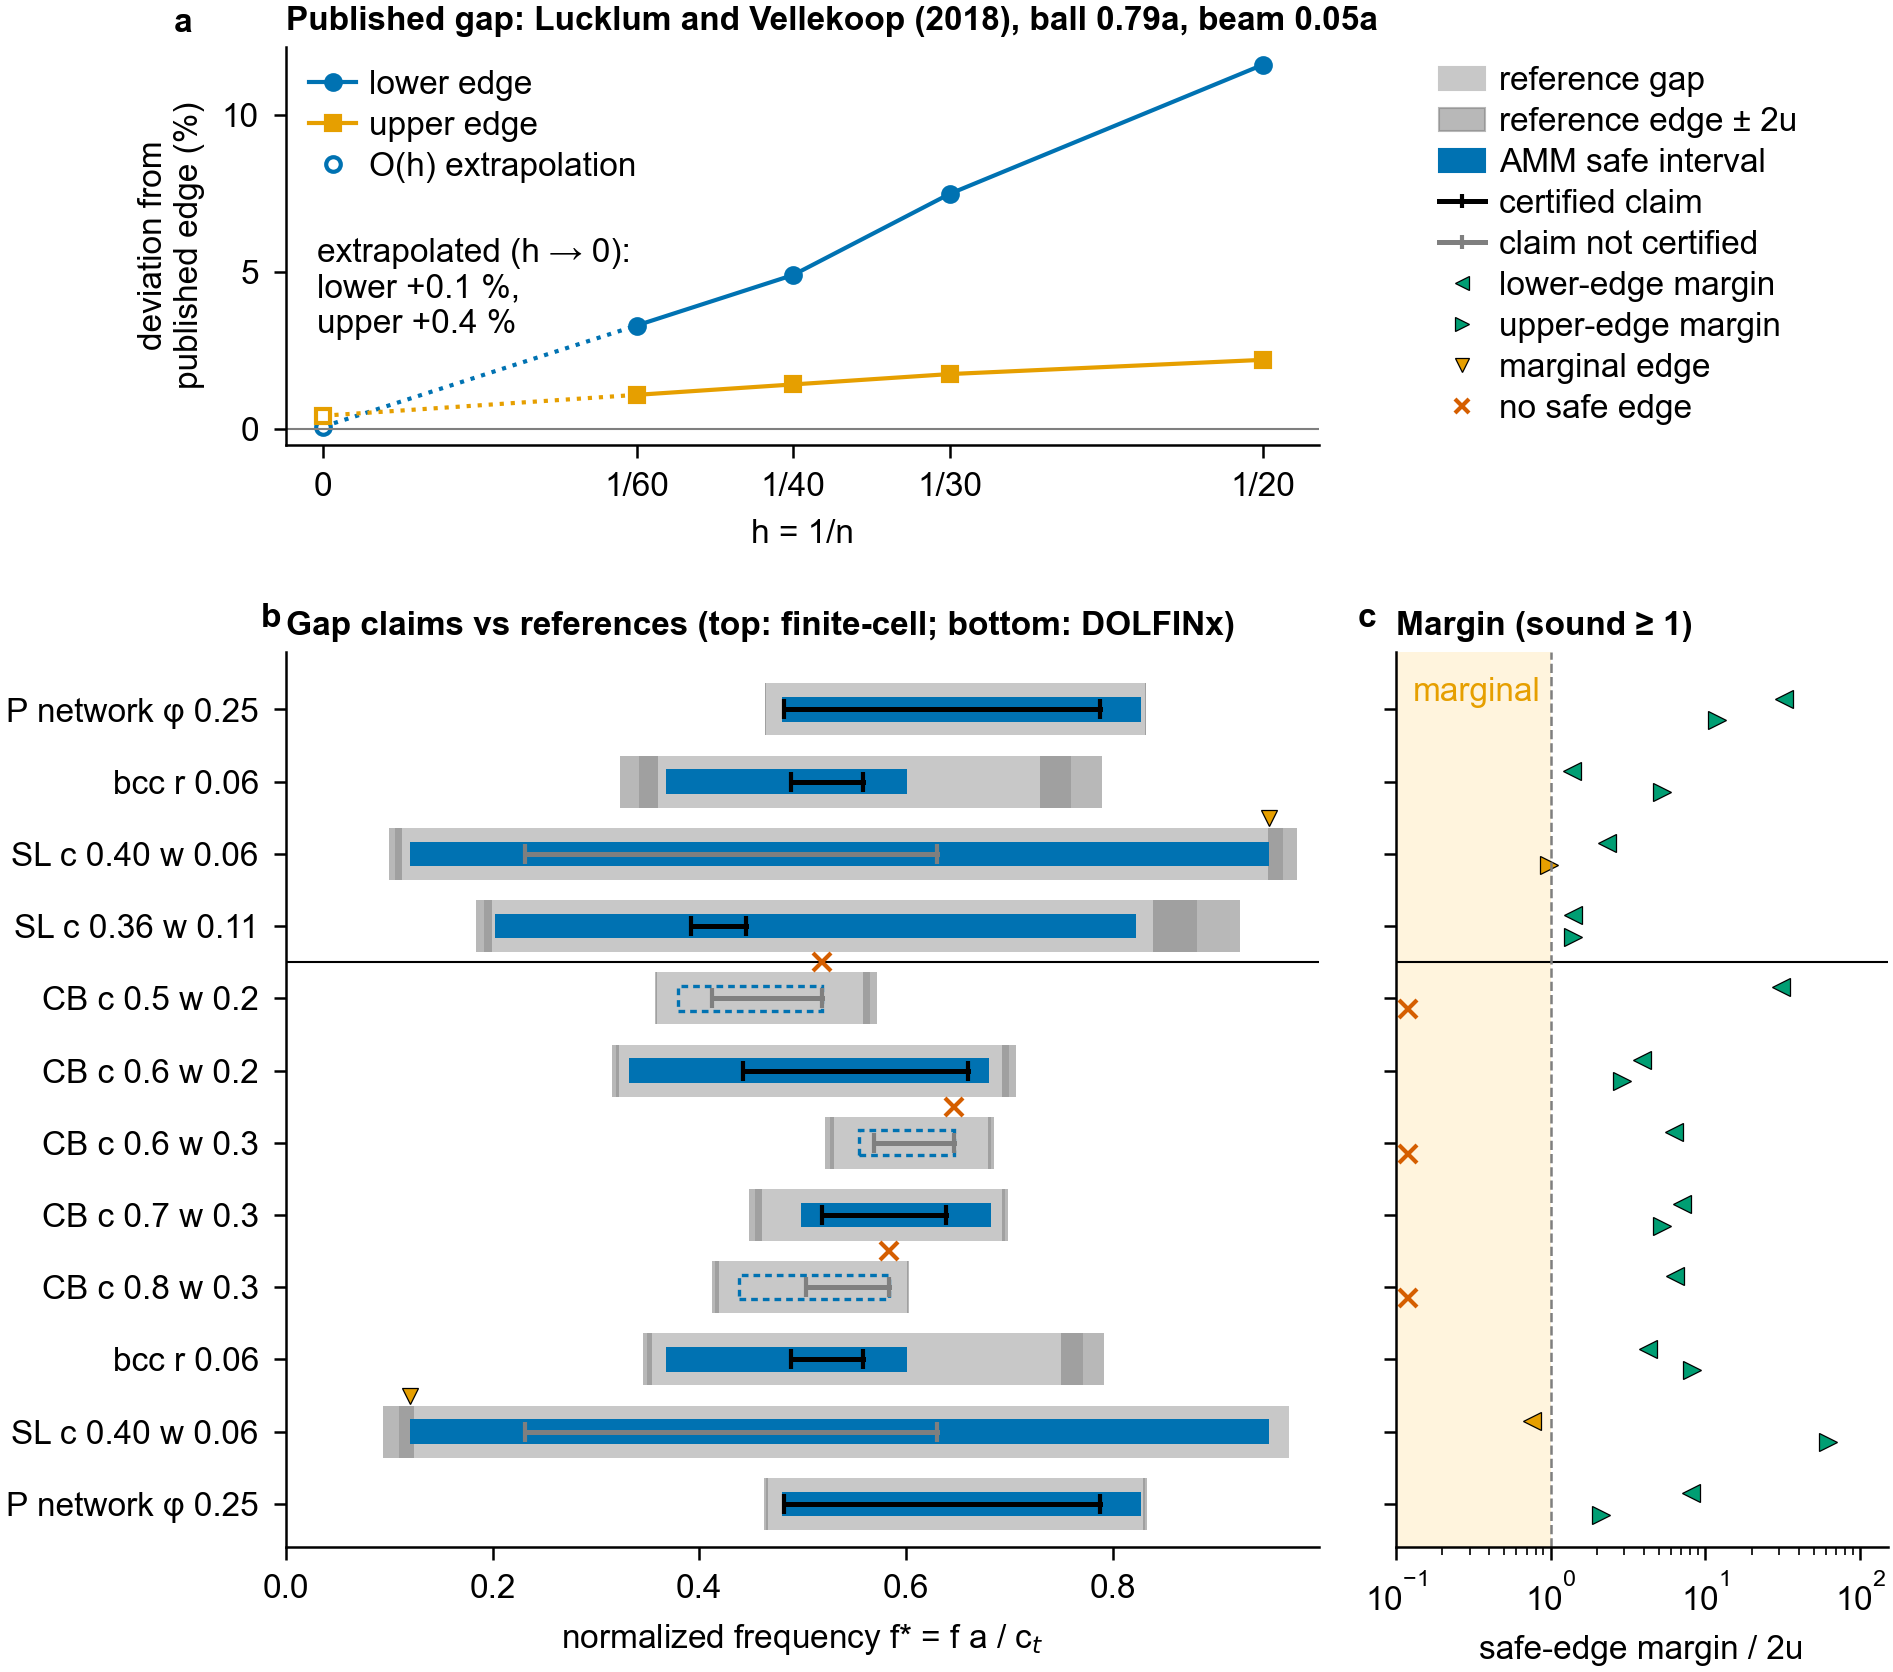 a
Published gap: Lucklum and Vellekoop (2018), ball 0.79a, beam 0.05a
deviation from
published edge (%)
10
5
0
lower edge
upper edge
O(h) extrapolation
extrapolated (h → 0):
lower +0.1 %,
upper +0.4 %
0
1/60
1/40
1/30
1/20
h = 1/n
reference gap
reference edge ± 2u
AMM safe interval
certified claim
claim not certified
lower-edge margin
upper-edge margin
marginal edge
no safe edge
b
Gap claims vs references (top: finite-cell; bottom: DOLFINx)
P network φ 0.25
bcc r 0.06
SL c 0.40 w 0.06
SL c 0.36 w 0.11
CB c 0.5 w 0.2
CB c 0.6 w 0.2
CB c 0.6 w 0.3
CB c 0.7 w 0.3
CB c 0.8 w 0.3
bcc r 0.06
SL c 0.40 w 0.06
P network φ 0.25
0.0
0.2
0.4
0.6
0.8
normalized frequency f* = f a / c_t
c
Margin (sound ≥ 1)
marginal
10⁻¹
10⁰
10¹
10²
safe-edge margin / 2u